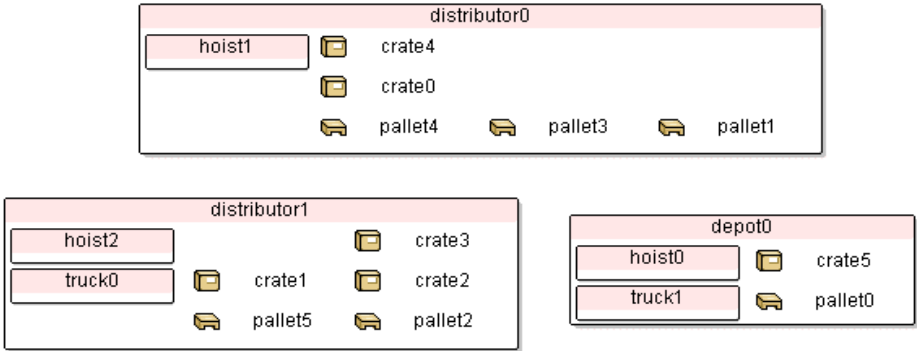 distributor0
hoist1 crate4
crate0
pallet4 pallet3 pallet1
distributor1
hoist2 crate3
truck0 crate1 crate2
pallet5 pallet2
depot0
hoist0 crate5
truck1 pallet0